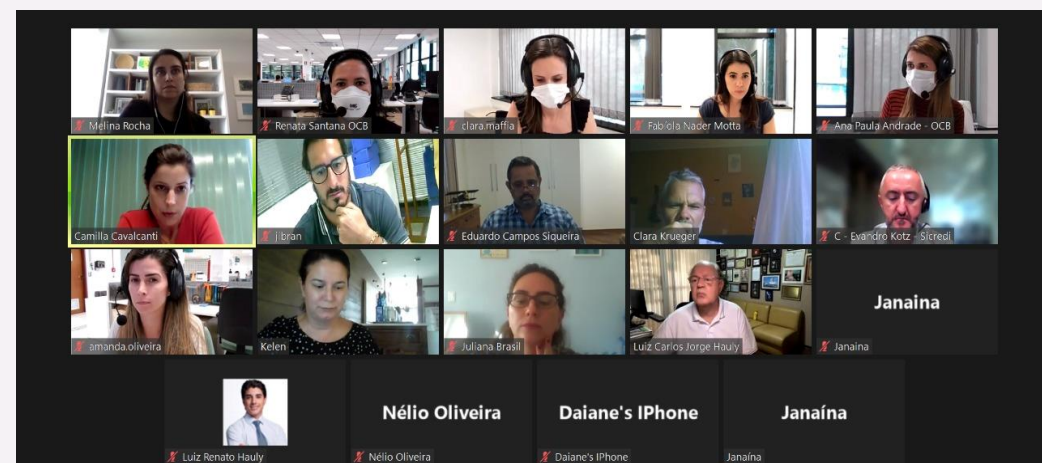 Melina Rocha
Renata Santana OCB
clara.maffia
Fabíola Nader Motta
Ana Paula Andrade - OCB
Camilla Cavalcanti
jibran
Eduardo Campos Siqueira
Clara Krueger
C - Evandro Kotz - Sicredi
amanda.oliveira
Kelen
Juliana Brasil
Luiz Carlos Jorge Hauly
Janaina
Janaina
Luiz Renato Hauly
Nélio Oliveira
Nélio Oliveira
Daiane's IPhone
Daiane's IPhone
Janaína
Janaína